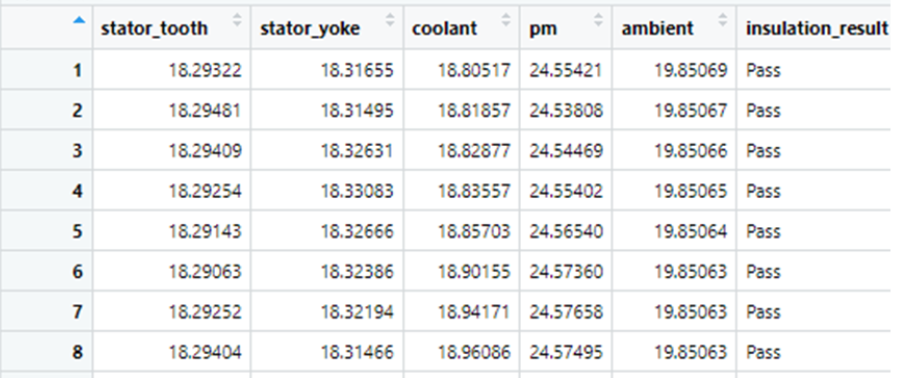 stator_tooth stator_yoke coolant pm ambient insulation_result
1 18.29322 18.31655 18.80517 24.55421 19.85069 Pass
2 18.29481 18.31495 18.81857 24.53808 19.85067 Pass
3 18.29409 18.32631 18.82877 24.54469 19.85066 Pass
4 18.29254 18.33083 18.83557 24.55402 19.85065 Pass
5 18.29143 18.32666 18.85703 24.56540 19.85064 Pass
6 18.29063 18.32386 18.90155 24.57360 19.85063 Pass
7 18.29252 18.32194 18.94171 24.57658 19.85063 Pass
8 18.29404 18.31466 18.96086 24.57495 19.85063 Pass